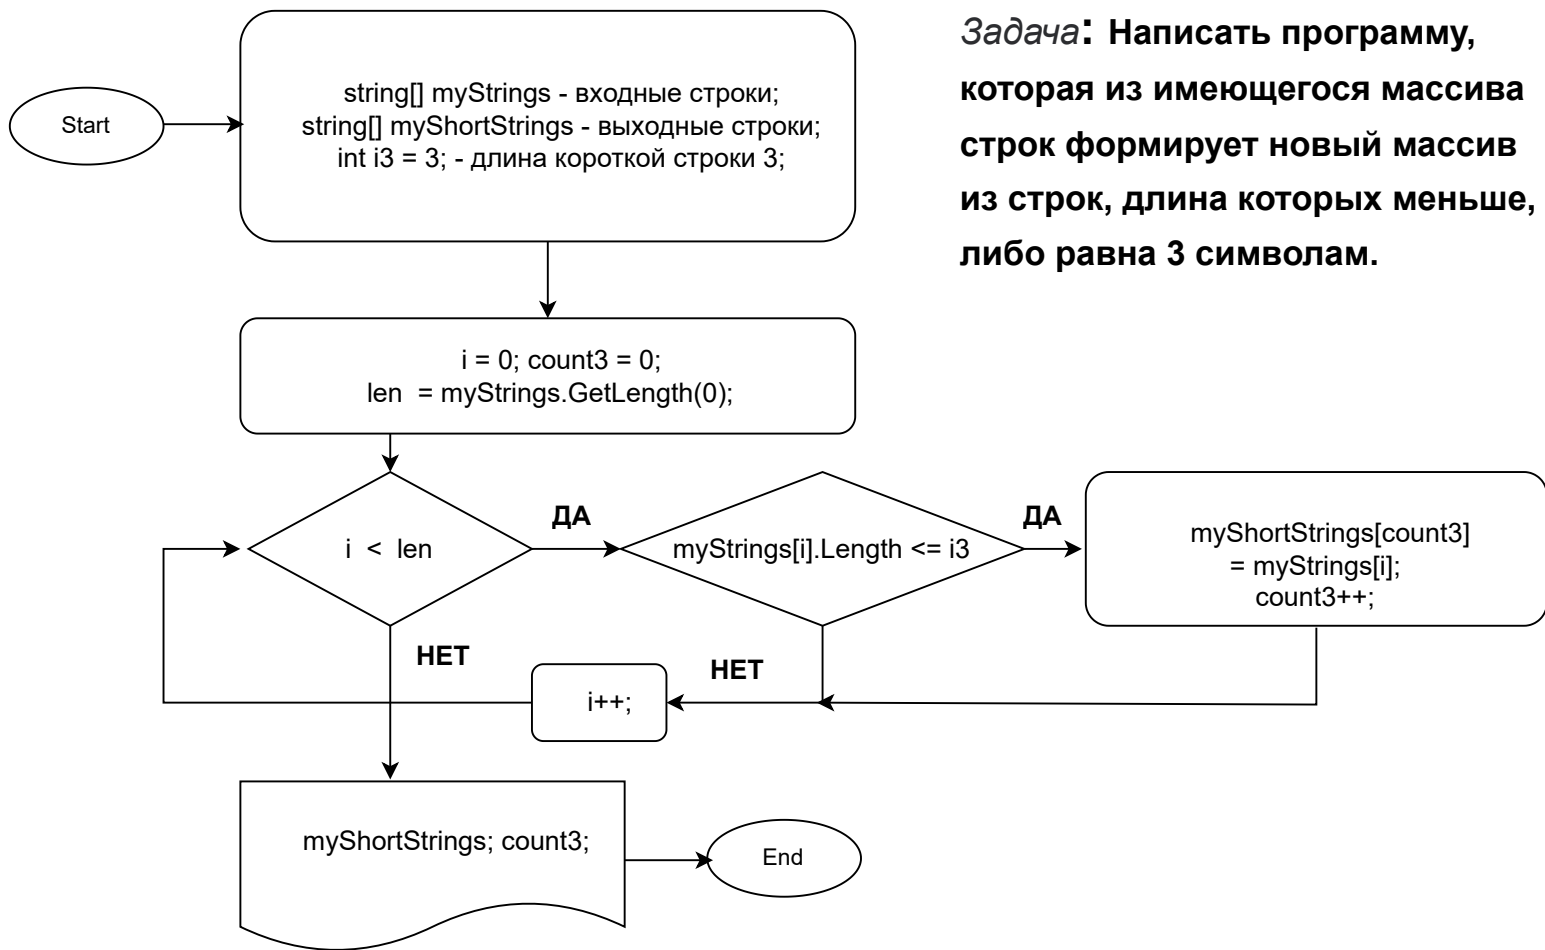 Задача: Написать программу,
которая из имеющегося массива
строк формирует новый массив
из строк, длина которых меньше,
либо равна 3 символам.
Start
string[] myStrings - входные строки;
string[] myShortStrings - выходные строки;
int i3 = 3; - длина короткой строки 3;
i = 0; count3 = 0;
len = myStrings.GetLength(0);
i < len
ДА
myStrings[i].Length <= i3
ДА
myShortStrings[count3]
= myStrings[i];
count3++;
НЕТ
НЕТ
i++;
myShortStrings; count3;
End